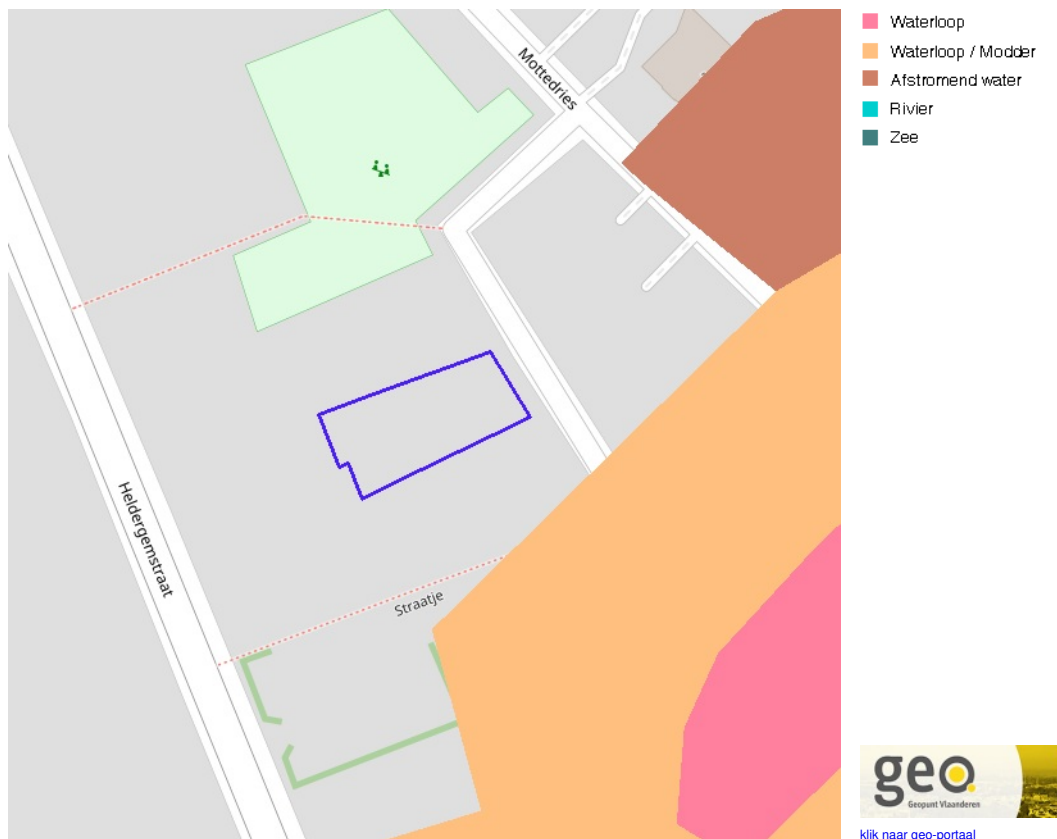 Mottedries
Heldergemstraat
Straatje
Waterloop
Waterloop / Modder
Afstromend water
Rivier
Zee
geo.
Geopunt Vlaanderen
klik naar geo-portaal